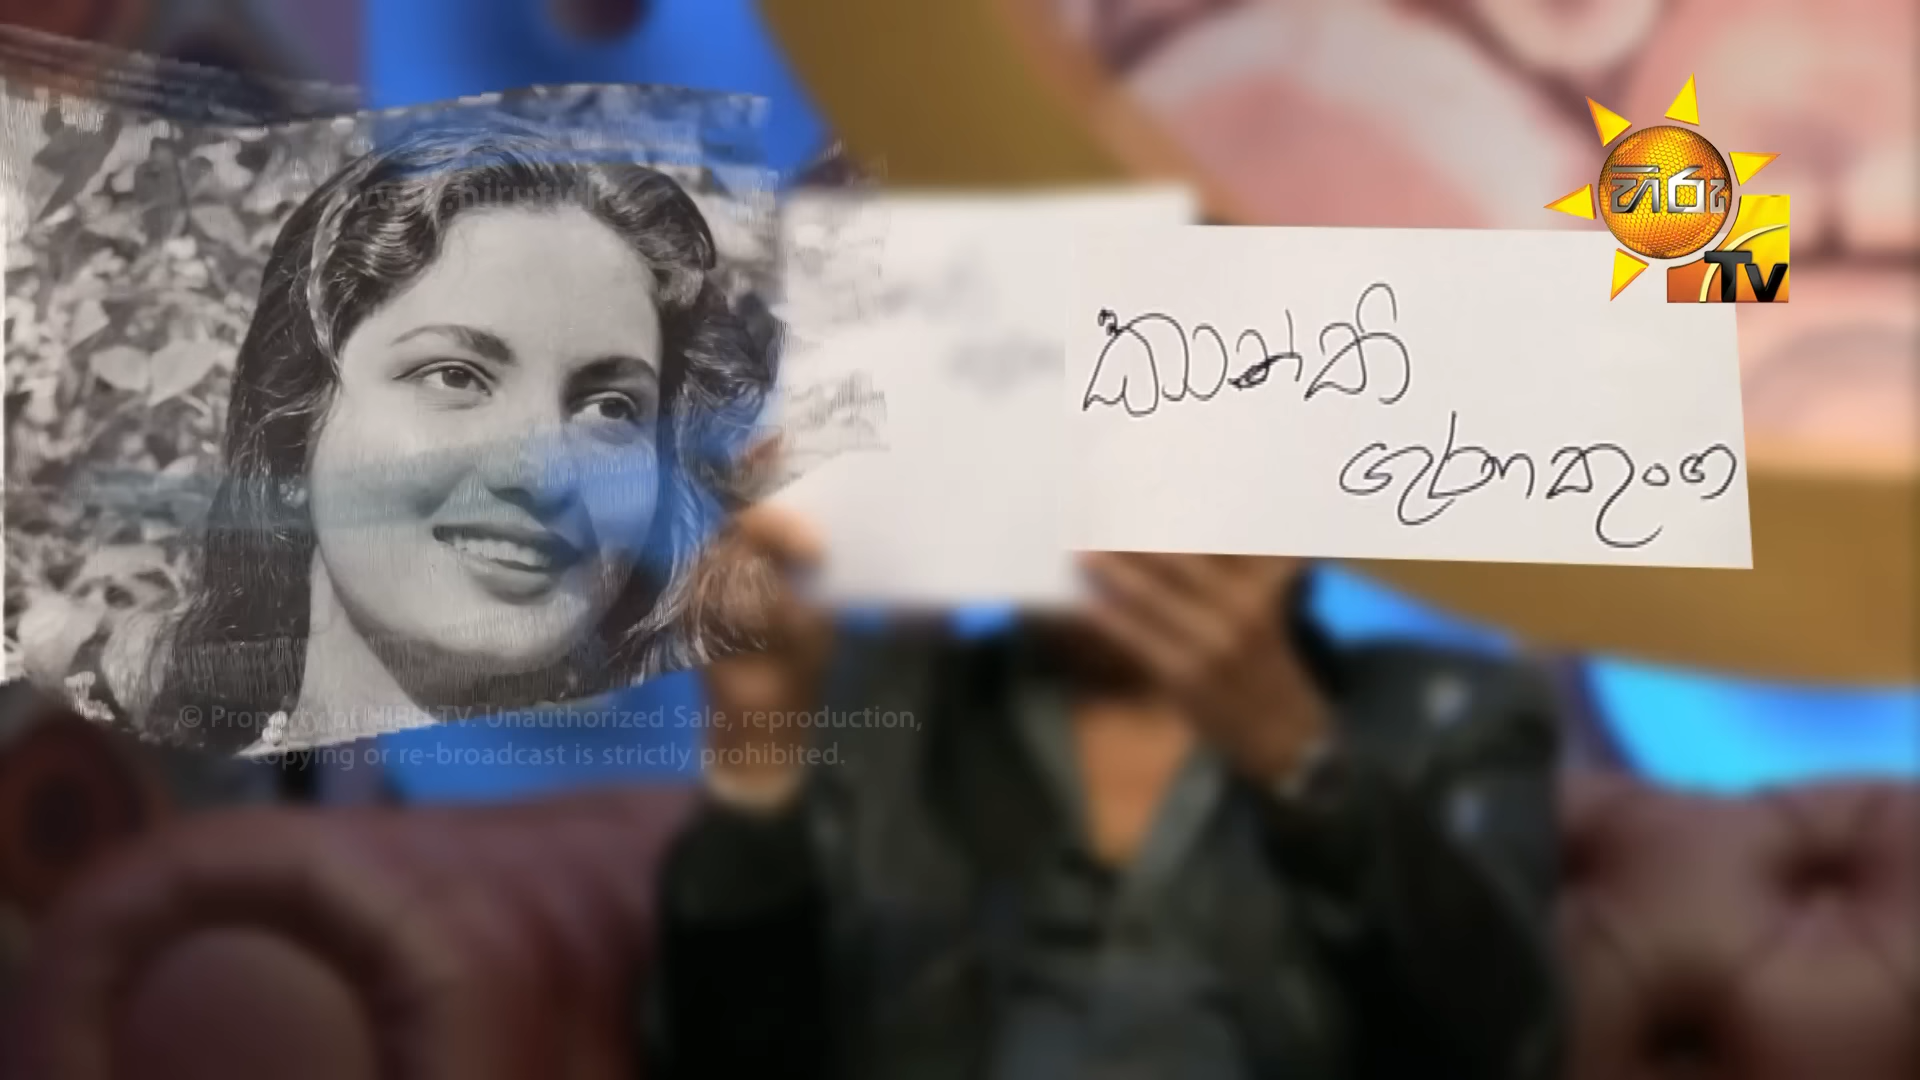 හිරු
Tv
කාන්ති
ගුණතුංග
© Property of HIRU TV. Unauthorized Sale, reproduction,
copying or re-broadcast is strictly prohibited.